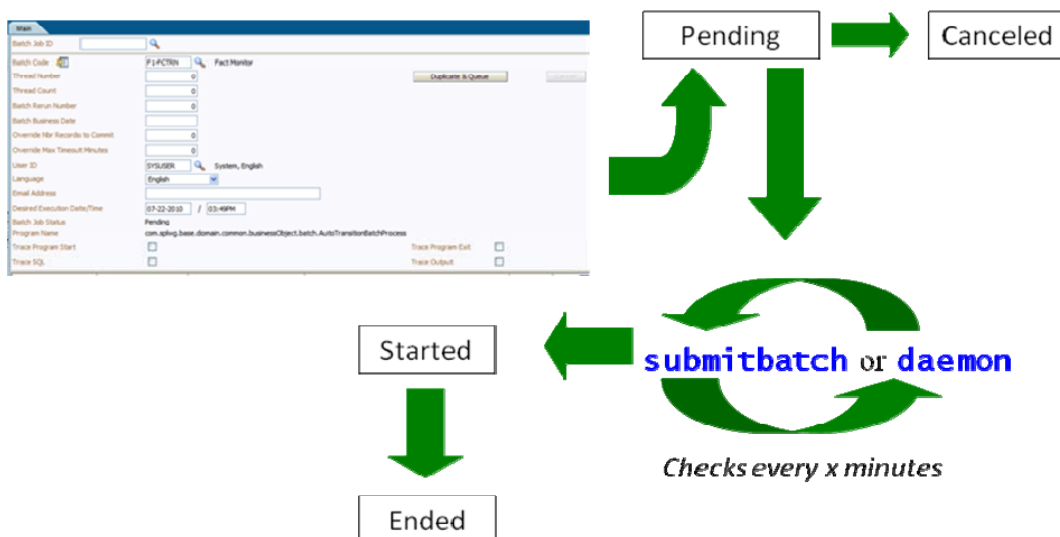 Main
Batch Job ID
Batch Code F1-FCTRN Fact Monitor
Thread Number 0 Duplicate & Queue
Thread Count 0
Batch Rerun Number 0
Batch Business Date
Override Nbr Records to Commit 0
Override Max Timeout Minutes 0
User ID SYSUSER System, English
Language English
Email Address
Desired Execution Date/Time 07-22-2010 / 03:49PM
Batch Job Status Pending
Program Name com.splwg.base.domain.common.businessObject.batch.AutoTransitionBatchProcess
Trace Program Start Trace Program Exit
Trace SQL Trace Output
Pending
Canceled
Started
submitbatch or daemon
Checks every x minutes
Ended